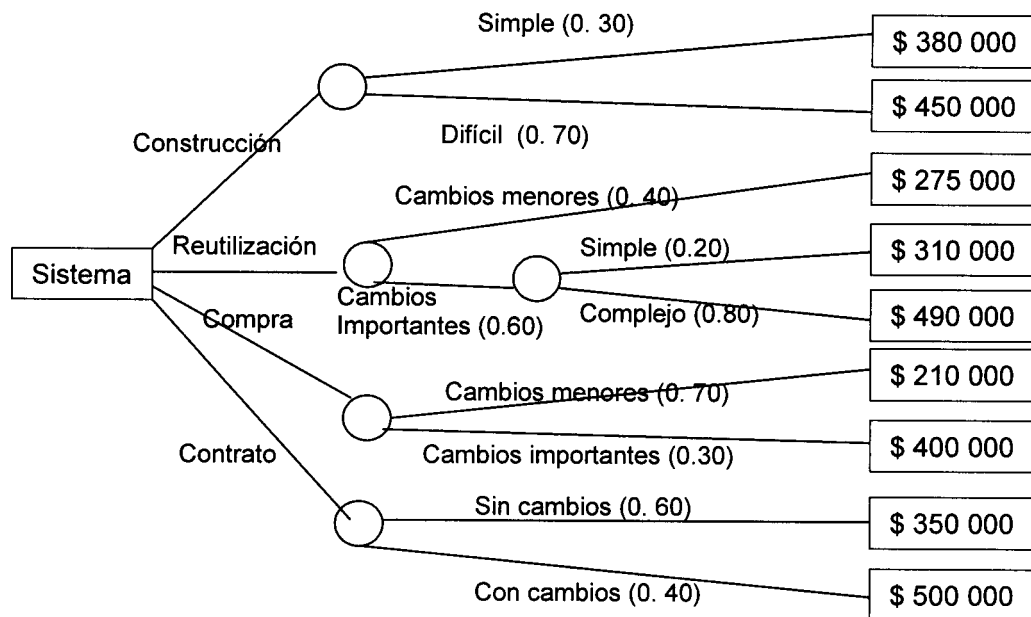 Simple (0. 30)
$ 380 000
$ 450 000
Construcción
Difícil (0. 70)
Cambios menores (0. 40)
$ 275 000
Reutilización
Simple (0.20)
$ 310 000
Sistema
Cambios
Importantes (0.60)
Complejo (0.80)
$ 490 000
Compra
Cambios menores (0. 70)
$ 210 000
Contrato
Cambios importantes (0.30)
$ 400 000
Sin cambios (0. 60)
$ 350 000
Con cambios (0. 40)
$ 500 000